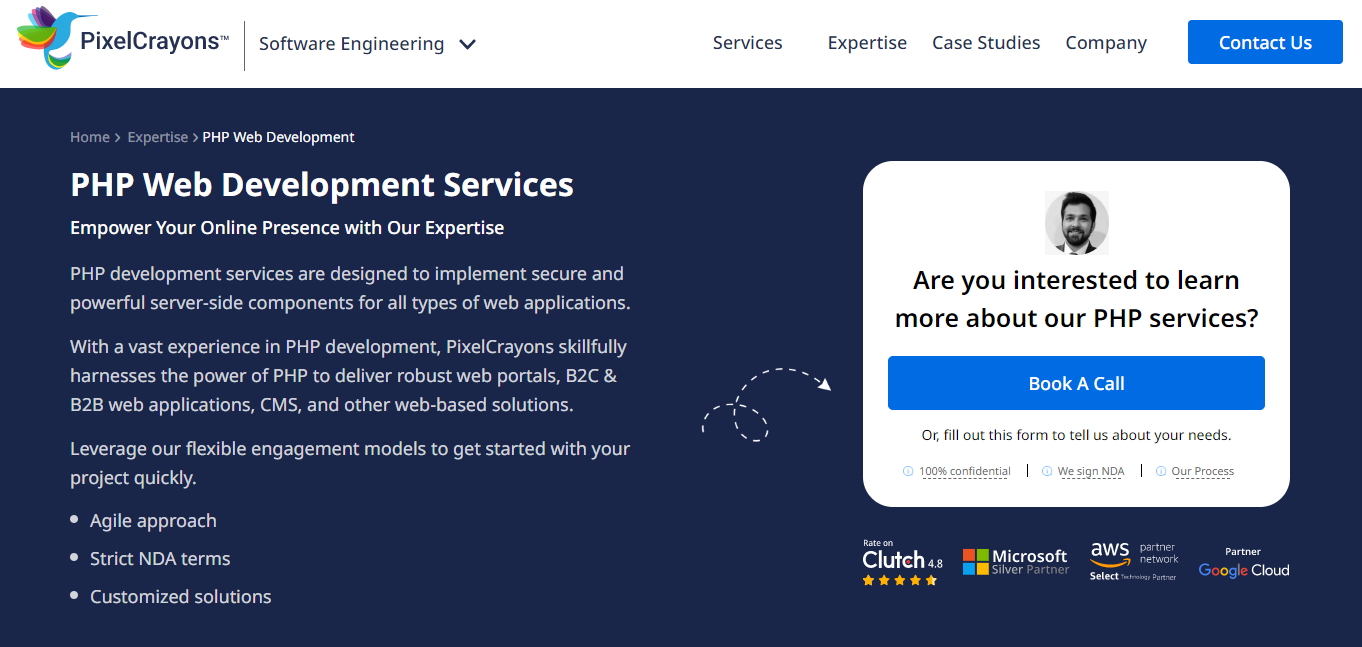 PixelCrayons™
Software Engineering
Services Expertise Case Studies Company Contact Us
Home > Expertise > PHP Web Development
PHP Web Development Services
Empower Your Online Presence with Our Expertise
PHP development services are designed to implement secure and
powerful server-side components for all types of web applications.
With a vast experience in PHP development, PixelCrayons skillfully
harnesses the power of PHP to deliver robust web portals, B2C &
B2B web applications, CMS, and other web-based solutions.
Leverage our flexible engagement models to get started with your
project quickly.
• Agile approach
• Strict NDA terms
• Customized solutions
Are you interested to learn
more about our PHP services?
Book A Call
Or, fill out this form to tell us about your needs.
100% confidential | We sign NDA | Our Process
Rate on
Clutch 4.8
Microsoft
Silver Partner
aws partner
network
Select Technology Partner
Partner
Google Cloud